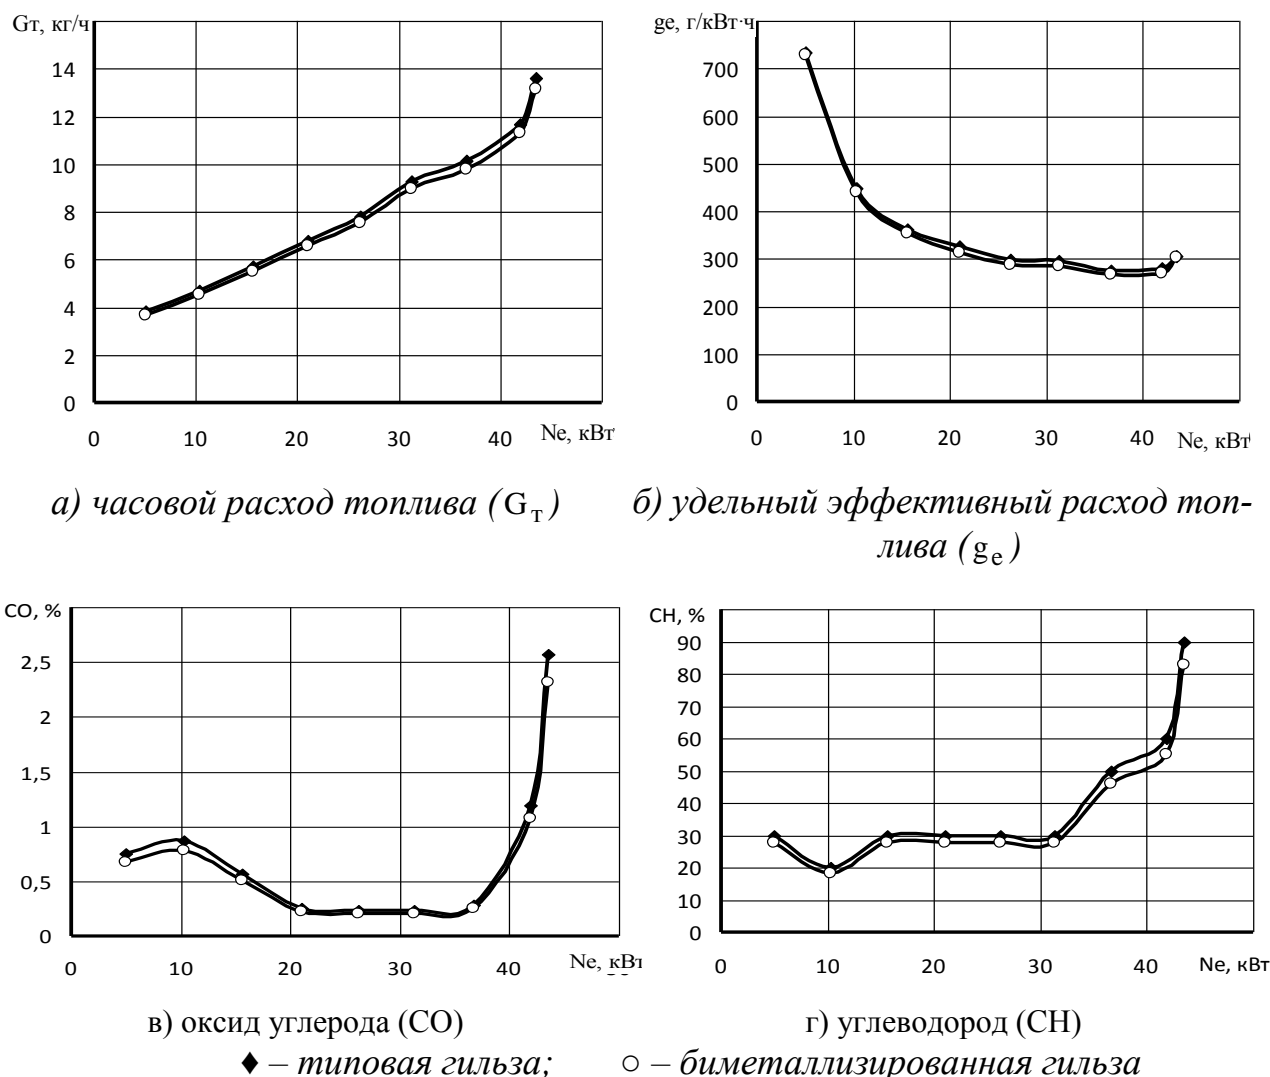 Gт, кг/ч
14
12
10
8
6
4
2
0
0 10 20 30 40 Ne, кВт
а) часовой расход топлива (Gт)
ge, г/кВт·ч
700
600
500
400
300
200
100
0
0 10 20 30 40 Ne, кВт
б) удельный эффективный расход топ-
лива (ge)
CO, %
2,5
2
1,5
1
0,5
0
0 10 20 30 40 Ne, кВт
в) оксид углерода (СО)
CH, %
90
80
70
60
50
40
30
20
10
0
0 10 20 30 40 Ne, кВт
г) углеводород (СН)
♦ – типовая гильза; ○ – биметаллизированная гильза